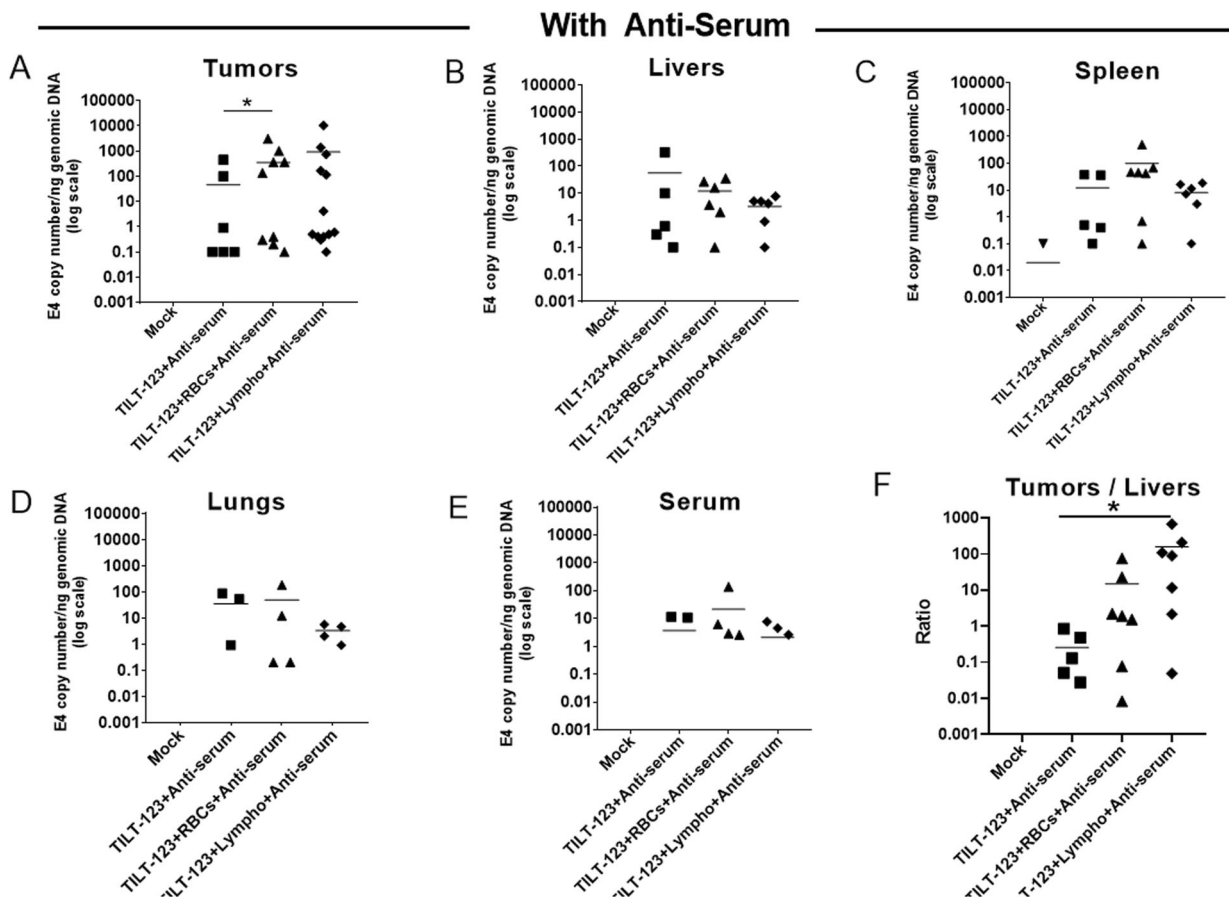 With Anti-Serum
A
Tumors
E4 copy number/ng genomic DNA
(log scale)
100000
10000
1000
100
10
1
0.1
0.01
0.001
*
Mock
TILT-123+Anti-serum
TILT-123+RBCs+Anti-serum
TILT-123+Lympho+Anti-serum
B
Livers
E4 copy number/ng genomic DNA
(log scale)
100000
10000
1000
100
10
1
0.1
0.01
0.001
Mock
TILT-123+Anti-serum
TILT-123+RBCs+Anti-serum
TILT-123+Lympho+Anti-serum
C
Spleen
E4 copy number/ng genomic DNA
(log scale)
100000
10000
1000
100
10
1
0.1
0.01
0.001
Mock
TILT-123+Anti-serum
TILT-123+RBCs+Anti-serum
TILT-123+Lympho+Anti-serum
D
Lungs
E4 copy number/ng genomic DNA
(log scale)
100000
10000
1000
100
10
1
0.1
0.01
0.001
Mock
TILT-123+Anti-serum
TILT-123+RBCs+Anti-serum
TILT-123+Lympho+Anti-serum
E
Serum
E4 copy number/ng genomic DNA
(log scale)
100000
10000
1000
100
10
1
0.1
0.01
0.001
Mock
TILT-123+Anti-serum
TILT-123+RBCs+Anti-serum
TILT-123+Lympho+Anti-serum
F
Tumors / Livers
Ratio
1000
100
10
1
0.1
0.01
0.001
*
Mock
TILT-123+Anti-serum
TILT-123+RBCs+Anti-serum
T-123+Lympho+Anti-serum